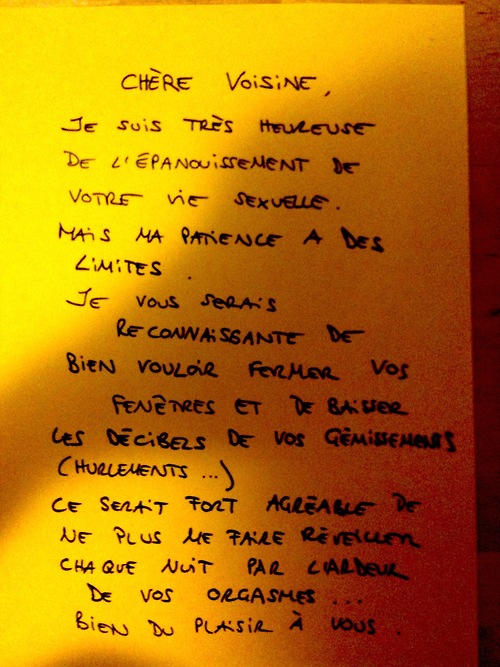 CHÈRE VOISINE,
JE SUIS TRÈS HEUREUSE
DE L'ÉPANOUISSEMENT DE
VOTRE VIE SEXUELLE.
MAIS MA PATIENCE A DES
LIMITES.
JE VOUS SERAIS
RECONNAISSANTE DE
BIEN VOULOIR FERMER VOS
FENÊTRES ET DE BAISSER
LES DÉCIBELS DE VOS GÉMISSEMENTS
(HURLEMENTS...)
CE SERAIT FORT AGRÉABLE DE
NE PLUS ME FAIRE RÉVEILLER
CHAQUE NUIT PAR L'ARDEUR
DE VOS ORGASMES...
BIEN DU PLAISIR À VOUS.